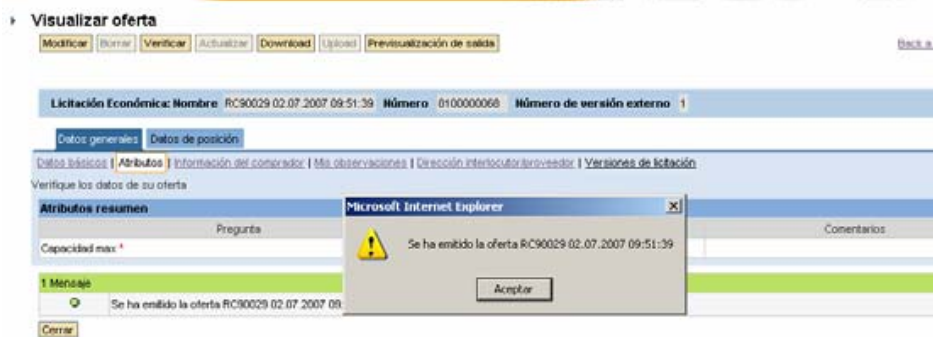 Visualizar oferta
Modificar Borrar Verificar Actualizar Download Upload Previsualización de salida Back a
Licitación Económica: Nombre RC90029 02.07.2007 09:51:39 Número 8100000068 Número de versión externo 1
Datos generales Datos de posición
Datos básicos | Atributos | Información del comprador | Mis observaciones | Dirección interlocutor/proveedor | Versiones de licitación
Verifique los datos de su oferta
Atributos resumen
Pregunta Comentarios
Capacidad max *
Microsoft Internet Explorer
Se ha emitido la oferta RC90029 02.07.2007 09:51:39
Aceptar
1 Mensaje
Se ha emitido la oferta RC90029 02.07.2007 09:
Cerrar